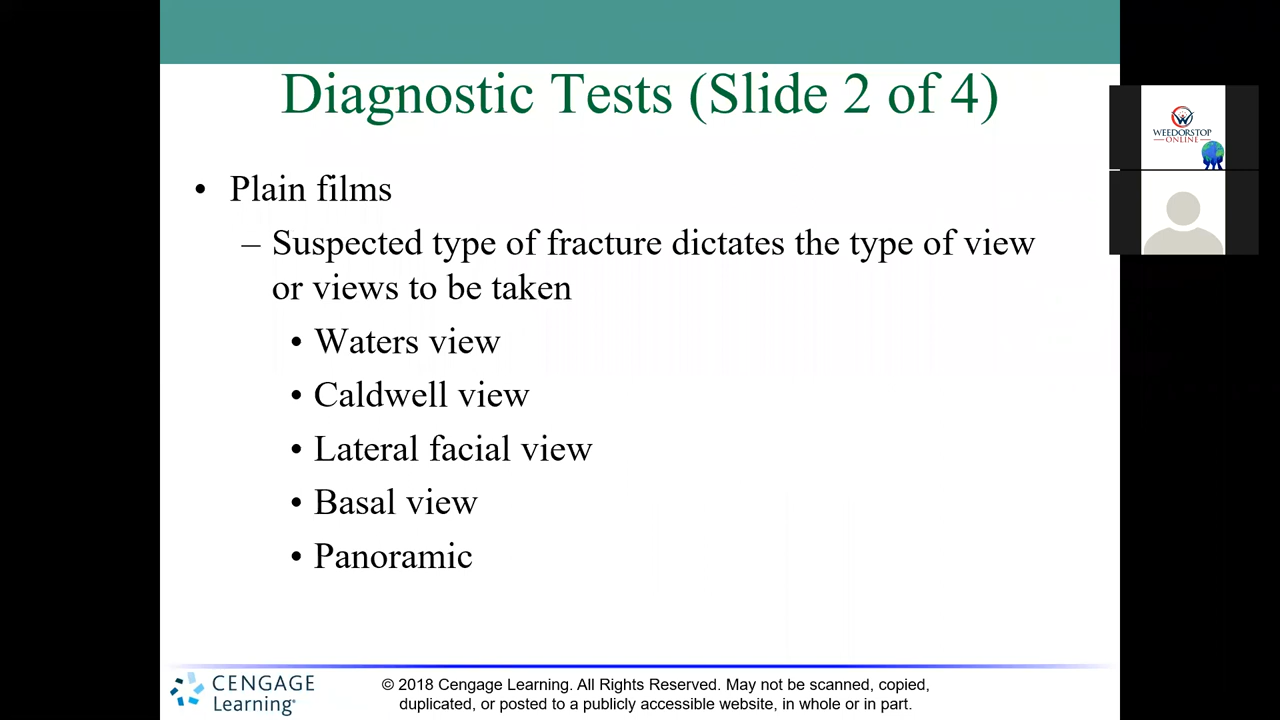 Diagnostic Tests (Slide 2 of 4)
• Plain films
– Suspected type of fracture dictates the type of view
or views to be taken
• Waters view
• Caldwell view
• Lateral facial view
• Basal view
• Panoramic
WEEDORSTOP
ONLINE
CENGAGE
Learning®
© 2018 Cengage Learning. All Rights Reserved. May not be scanned, copied,
duplicated, or posted to a publicly accessible website, in whole or in part.